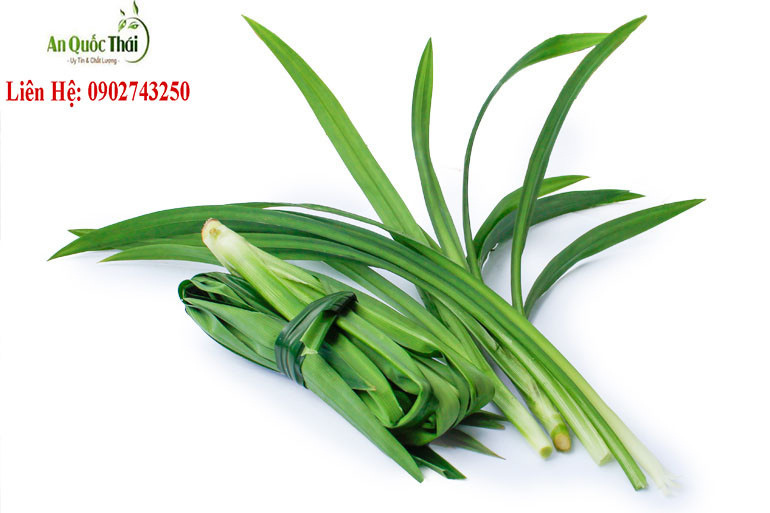 An Quốc Thái
- Uy Tín & Chất Lượng -
Liên Hệ: 0902743250